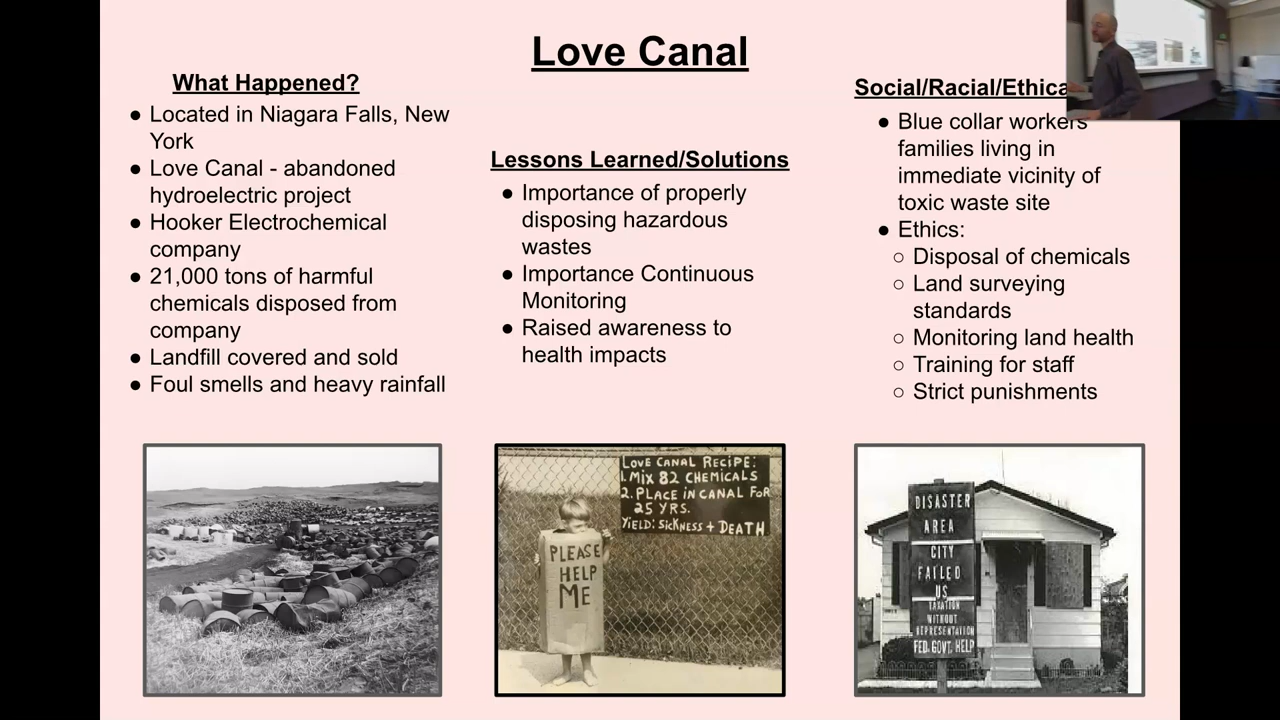 Love Canal
What Happened?
● Located in Niagara Falls, New
York
● Love Canal - abandoned
hydroelectric project
● Hooker Electrochemical
company
● 21,000 tons of harmful
chemicals disposed from
company
● Landfill covered and sold
● Foul smells and heavy rainfall
Lessons Learned/Solutions
● Importance of properly
disposing hazardous
wastes
● Importance Continuous
Monitoring
● Raised awareness to
health impacts
Social/Racial/Ethica
● Blue collar workers
families living in
immediate vicinity of
toxic waste site
● Ethics:
○ Disposal of chemicals
○ Land surveying
standards
○ Monitoring land health
○ Training for staff
○ Strict punishments
LOVE CANAL RECIPE:
1. MIX 82 CHEMICALS
2. PLACE IN CANAL FOR
25 YRS.
YIELD: SICKNESS + DEATH
PLEASE
HELP
ME
DISASTER
AREA
CITY
FAILED
US
TAXATION
WITHOUT
REPRESENTATION
FED. GOVT. HELP